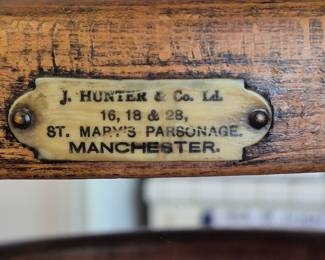 J. HUNTER & Co. Ld.
16, 18 & 28,
ST. MARY'S PARSONAGE.
MANCHESTER.